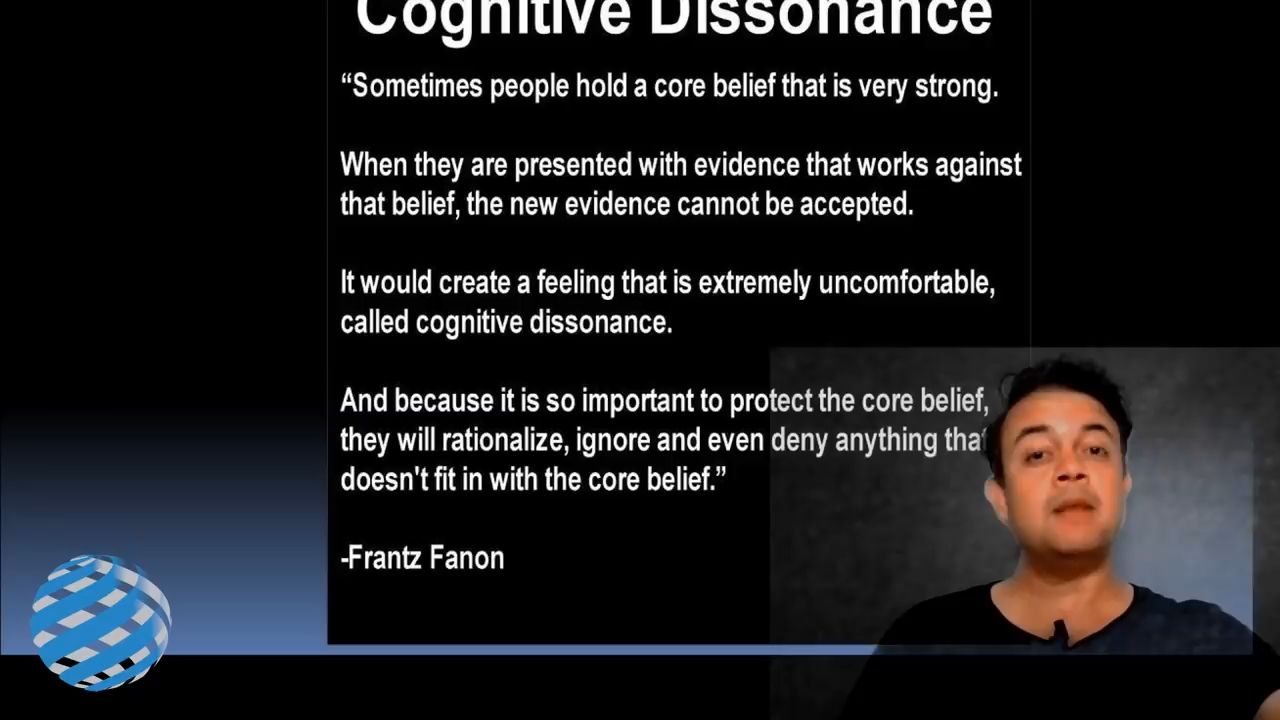 Cognitive Dissonance
“Sometimes people hold a core belief that is very strong.
When they are presented with evidence that works against
that belief, the new evidence cannot be accepted.
It would create a feeling that is extremely uncomfortable,
called cognitive dissonance.
And because it is so important to protect the core belief,
they will rationalize, ignore and even deny anything that
doesn't fit in with the core belief.”
-Frantz Fanon